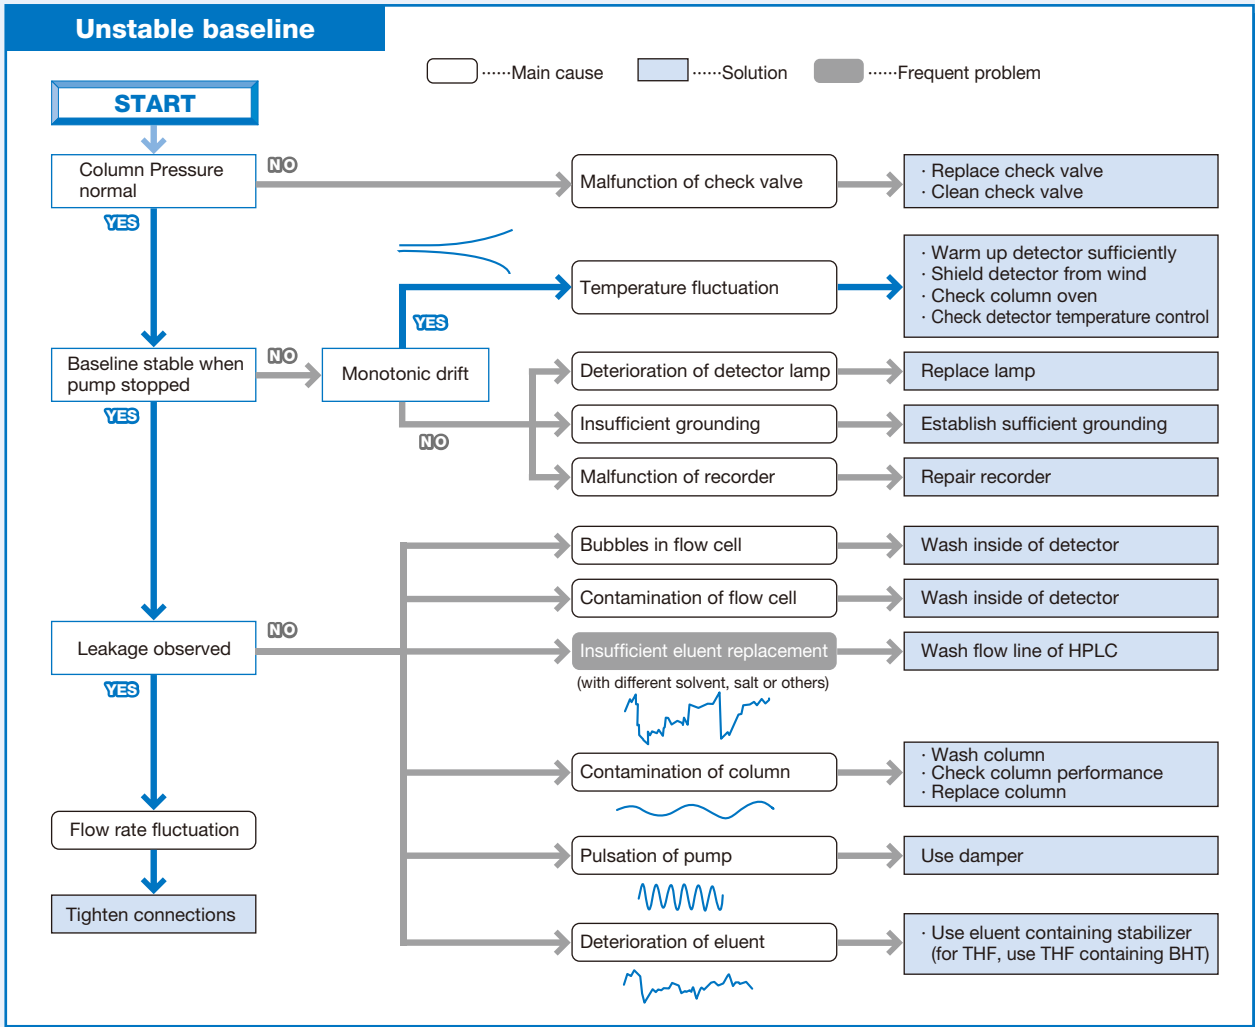 Unstable baseline
······Main cause
······Solution
······Frequent problem
START
Column Pressure
normal
NO
Malfunction of check valve
· Replace check valve
· Clean check valve
YES
Temperature fluctuation
· Warm up detector sufficiently
· Shield detector from wind
· Check column oven
· Check detector temperature control
YES
Baseline stable when
pump stopped
NO
Monotonic drift
Deterioration of detector lamp
Replace lamp
YES
NO
Insufficient grounding
Establish sufficient grounding
Malfunction of recorder
Repair recorder
Bubbles in flow cell
Wash inside of detector
Contamination of flow cell
Wash inside of detector
Leakage observed
NO
Insufficient eluent replacement
(with different solvent, salt or others)
Wash flow line of HPLC
YES
Contamination of column
· Wash column
· Check column performance
· Replace column
Flow rate fluctuation
Pulsation of pump
Use damper
Tighten connections
Deterioration of eluent
· Use eluent containing stabilizer
(for THF, use THF containing BHT)